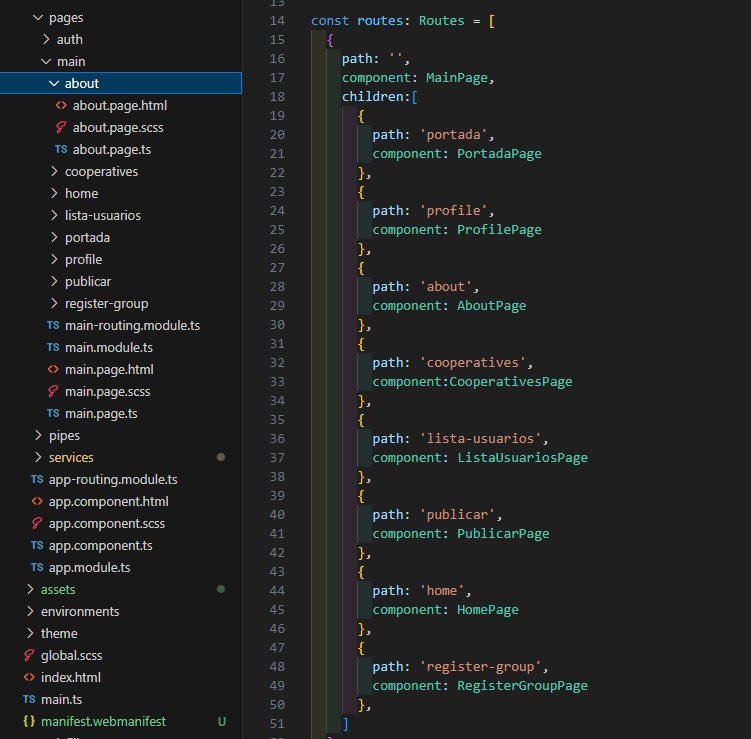 pages
auth
main
about
about.page.html
about.page.scss
TS about.page.ts
cooperatives
home
lista-usuarios
portada
profile
publicar
register-group
TS main-routing.module.ts
TS main.module.ts
main.page.html
main.page.scss
TS main.page.ts
pipes
services
TS app-routing.module.ts
app.component.html
app.component.scss
TS app.component.ts
TS app.module.ts
assets
environments
theme
global.scss
index.html
TS main.ts
{} manifest.webmanifest U
13
14 const routes: Routes = [
15 {
16 path: '',
17 component: MainPage,
18 children:[
19 {
20 path: 'portada',
21 component: PortadaPage
22 },
23 {
24 path: 'profile',
25 component: ProfilePage
26 },
27 {
28 path: 'about',
29 component: AboutPage
30 },
31 {
32 path: 'cooperatives',
33 component:CooperativesPage
34 },
35 {
36 path: 'lista-usuarios',
37 component: ListaUsuariosPage
38 },
39 {
40 path: 'publicar',
41 component: PublicarPage
42 },
43 {
44 path: 'home',
45 component: HomePage
46 },
47 {
48 path: 'register-group',
49 component: RegisterGroupPage
50 },
51 ]